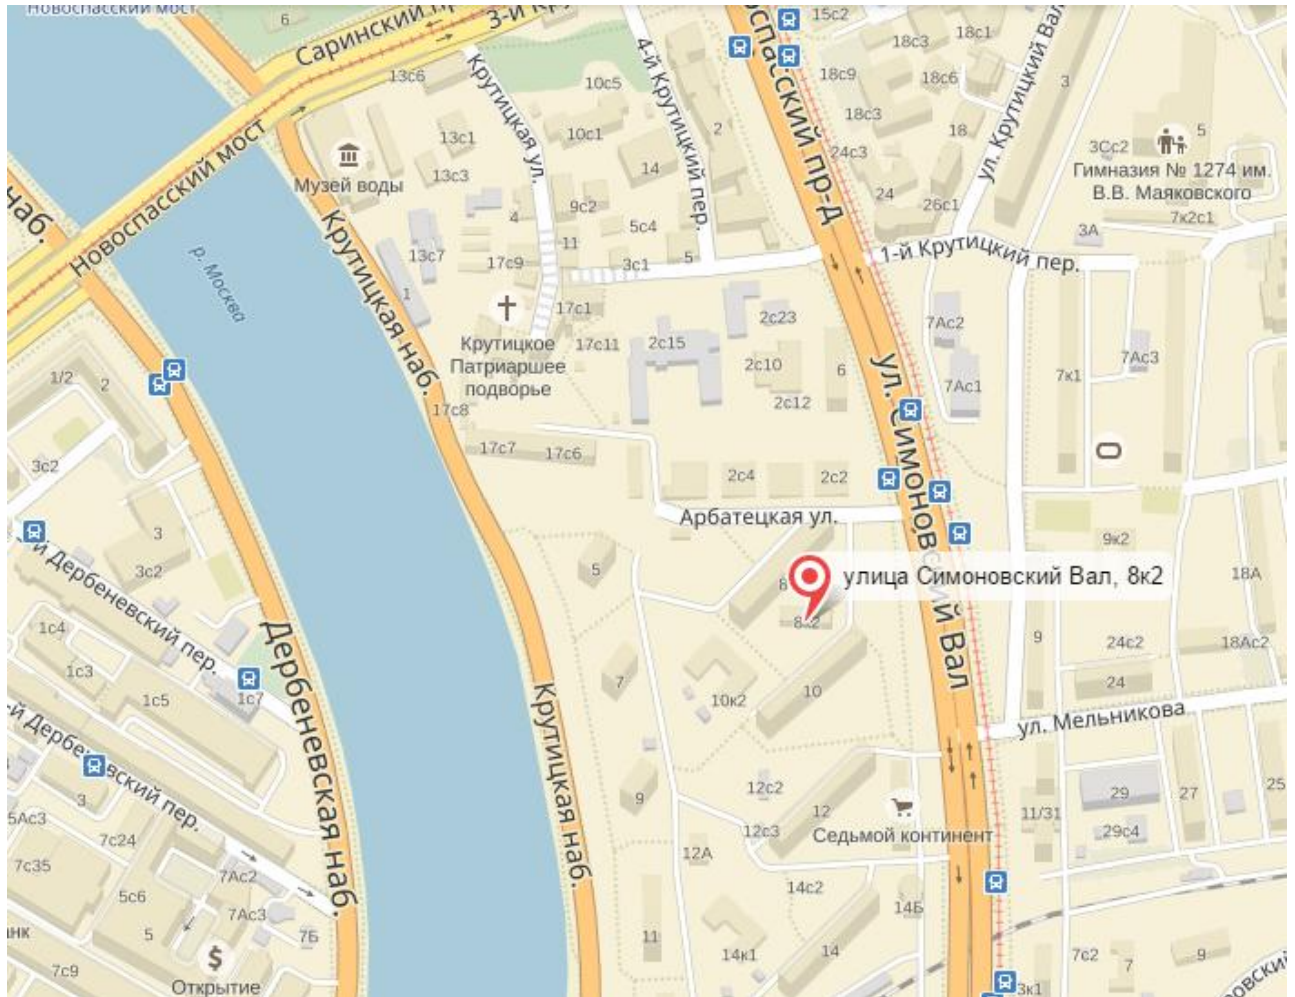 Новоспасский мост
6
Саринский пр
3-й Кр
15с2
18с3
18с1
13с6
10с5
18с9
18с6
3
Крутицкая ул.
4-й Крутицкий пер.
оспасский пр-д
ул. Крутицкий Вал
10с1
2
18с3
18
5
13с1
3Сс2
Новоспасский мост
14
24с3
Гимназия № 1274 им.
В.В. Маяковского
Музей воды
13с3
24
26с1
9с2
4
5с4
7к2с1
наб.
3А
11
13с7
17с9
3с1
5
1-й Крутицкий пер.
р. Москва
Крутицкая наб.
1
17с1
2с23
7Ас2
Крутицкое
Патриаршее
подворье
17с11
2с15
2с10
6
7Ас3
1/2
2
7к1
7Ас1
2с12
17с8
17с7
17с6
3с2
2с4
2с2
ул. Симоновский Вал
Арбатецкая ул.
3
9к2
3с2
5
8
улица Симоновский Вал, 8к2
18А
й Дербеневский пер.
8к2
1с4
9
24с2
18Ас2
1с3
7
24
1с5
1с7
10к2
10
ул. Мельникова
Дербеневская наб.
Крутицкая наб.
-й Дербеневский пер.
12с2
3
9
12
29
27
25
11/31
5Ас3
7с24
12с3
Седьмой континент
29с4
12А
7с35
7Ас2
14с2
5с6
7Ас3
14Б
нк
5
7Б
11
14к1
14
7с2
7
9
7с9
Открытие
3к1
овский